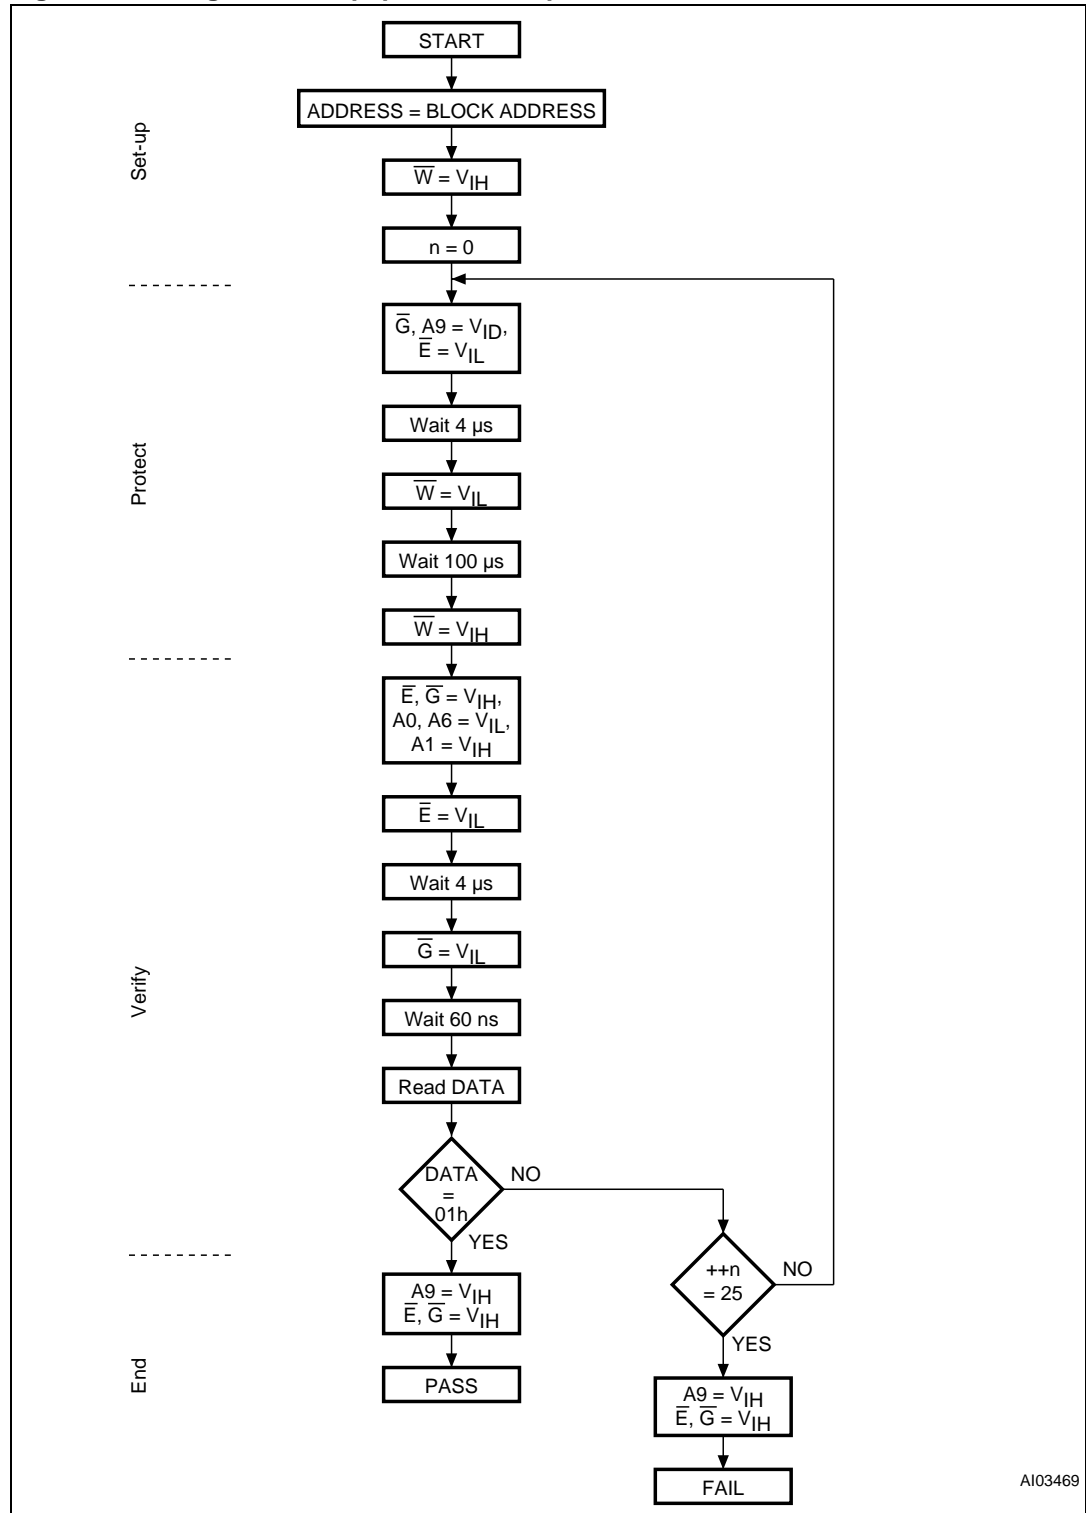 START
ADDRESS = BLOCK ADDRESS
Set-up
W̅ = VIH
n = 0
G̅, A9 = VID,
E̅ = VIL
Wait 4 µs
Protect
W̅ = VIL
Wait 100 µs
W̅ = VIH
E̅, G̅ = VIH,
A0, A6 = VIL,
A1 = VIH
E̅ = VIL
Wait 4 µs
G̅ = VIL
Verify
Wait 60 ns
Read DATA
DATA
=
01h
NO
YES
++n
= 25
NO
YES
A9 = VIH
E̅, G̅ = VIH
End
PASS
A9 = VIH
E̅, G̅ = VIH
FAIL
AI03469